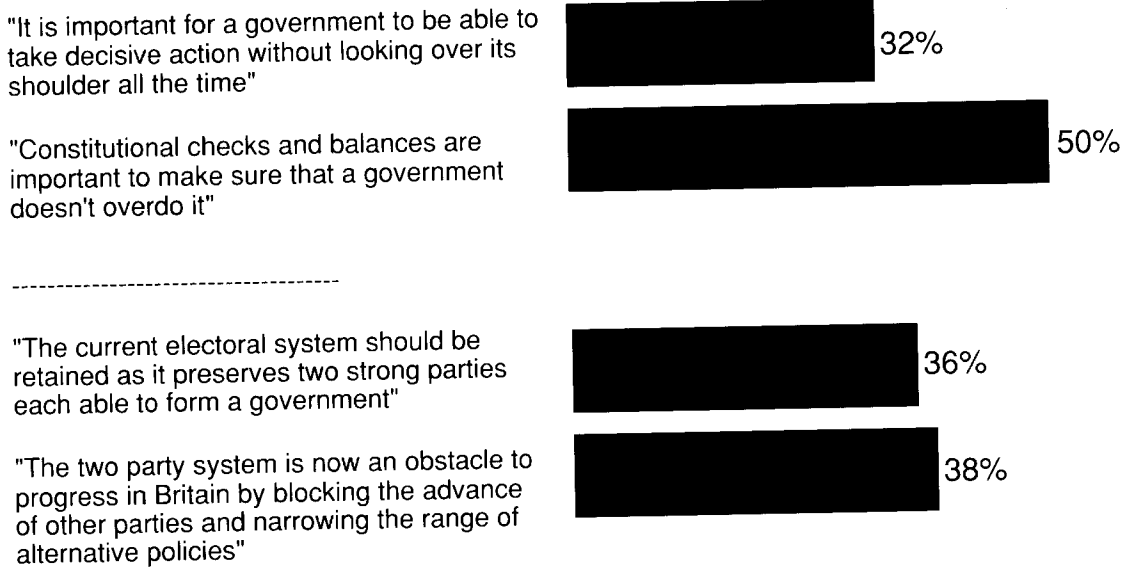 "It is important for a government to be able to
take decisive action without looking over its
shoulder all the time"
32%
"Constitutional checks and balances are
important to make sure that a government
doesn't overdo it"
50%
-------------------------------------
"The current electoral system should be
retained as it preserves two strong parties
each able to form a government"
36%
"The two party system is now an obstacle to
progress in Britain by blocking the advance
of other parties and narrowing the range of
alternative policies"
38%